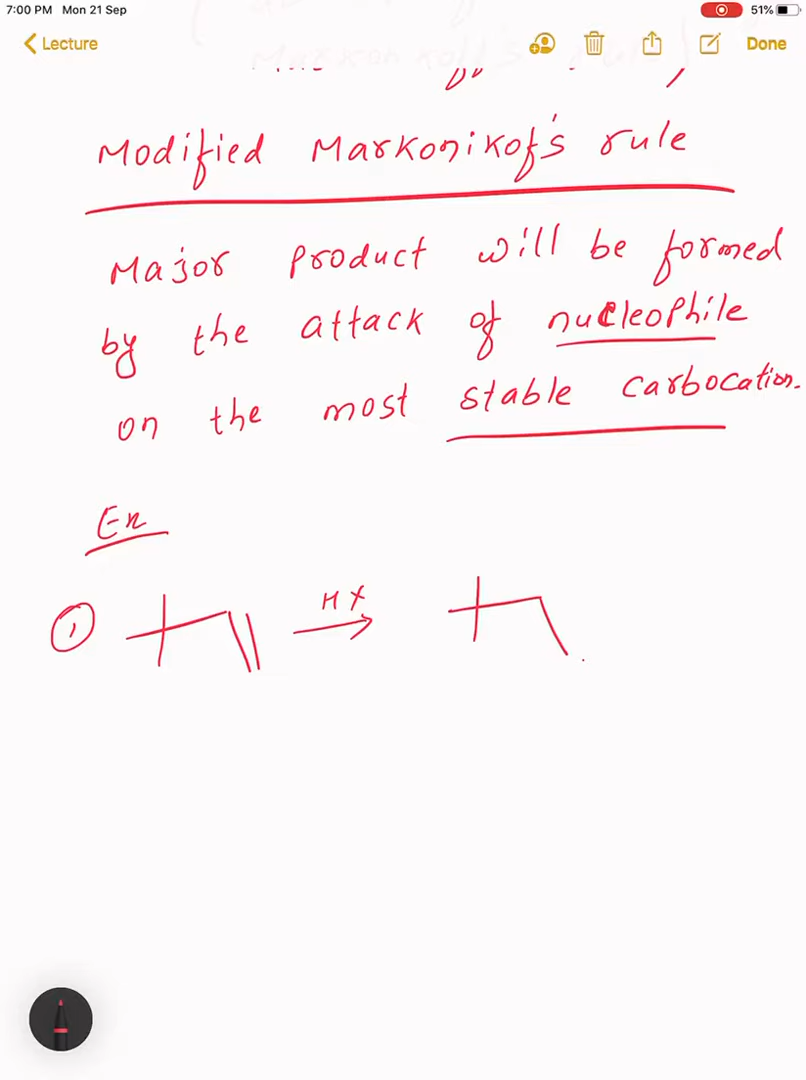 7:00 PM Mon 21 Sep 51%
Lecture Done
Modified Markonikof's rule
Major product will be formed
by the attack of nucleophile
on the most stable carbocation.
Ex
1 HX